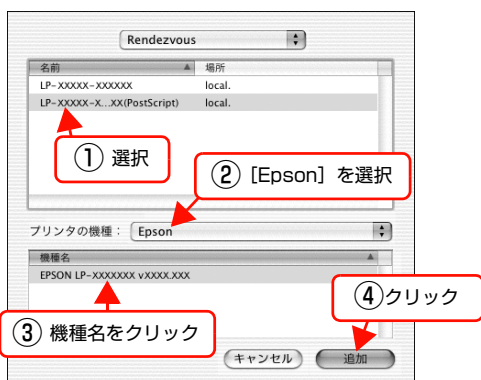 Rendezvous
名前 場所
LP-XXXXX-XXXXXX local.
LP-XXXXX-X...XX(PostScript) local.
① 選択
② [Epson] を選択
プリンタの機種： Epson
機種名
EPSON LP-XXXXXXX vXXXX.XXX
④クリック
③ 機種名をクリック
キャンセル 追加